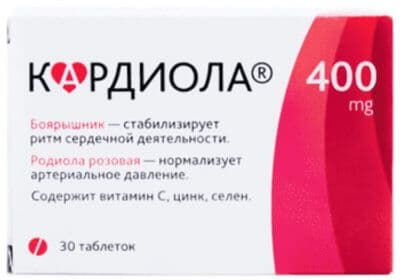 КАРДИОЛА® 400
mg
Боярышник — стабилизирует
ритм сердечной деятельности.
Родиола розовая — нормализует
артериальное давление.
Содержит витамин С, цинк, селен.
30 таблеток